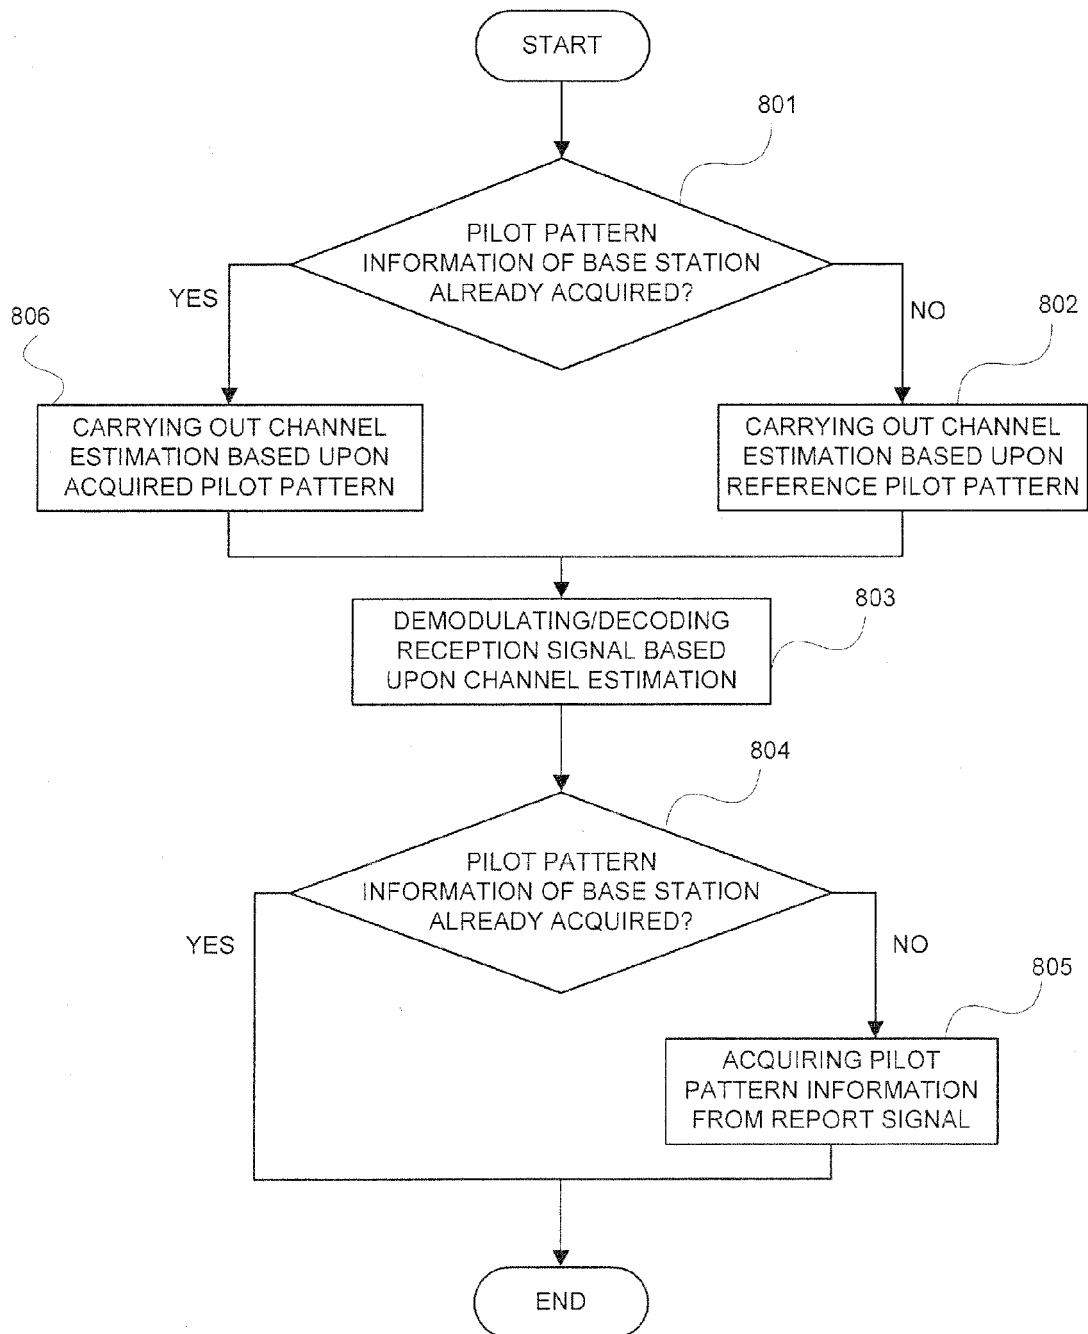 START
801
PILOT PATTERN
INFORMATION OF BASE STATION
ALREADY ACQUIRED?
YES
NO
806
802
CARRYING OUT CHANNEL
ESTIMATION BASED UPON
ACQUIRED PILOT PATTERN
CARRYING OUT CHANNEL
ESTIMATION BASED UPON
REFERENCE PILOT PATTERN
803
DEMODULATING/DECODING
RECEPTION SIGNAL BASED
UPON CHANNEL ESTIMATION
804
PILOT PATTERN
INFORMATION OF BASE STATION
ALREADY ACQUIRED?
YES
NO
805
ACQUIRING PILOT
PATTERN INFORMATION
FROM REPORT SIGNAL
END